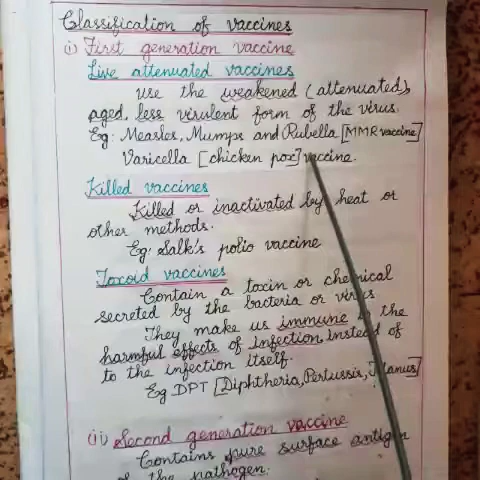 Classification of vaccines
i) First generation vaccine
Live attenuated vaccines
use the weakened (attenuated),
aged less virulent form of the virus.
Eg: Measles, Mumps and Rubella [MMR vaccine]
Varicella [chicken pox] vaccine.
Killed vaccines
Killed or inactivated by heat or
other methods.
Eg: Salk's polio vaccine
Toxoid vaccines
Contain a toxin or chemical
secreted by the bacteria or virus
They make us immune the
harmful effects of infection, instead of
to the infection itself.
Eg DPT [Diphtheria, Pertussis, Tetanus]
ii) Second generation vaccine
Contains pure surface antigen
of the pathogen.